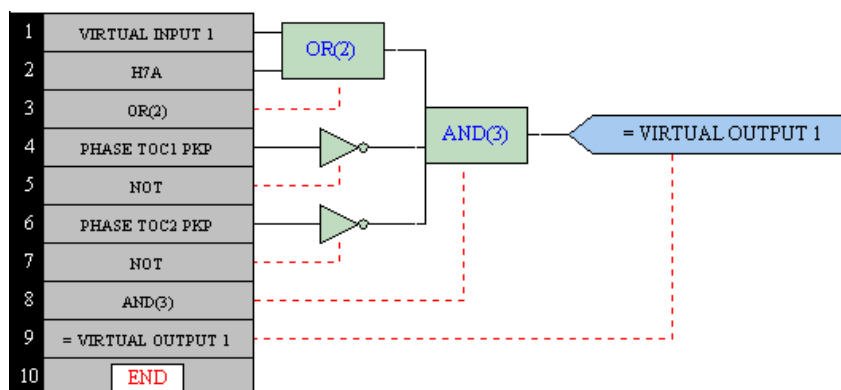 1 VIRTUAL INPUT 1
2 H7A
3 OR(2)
4 PHASE TOC1 PKP
5 NOT
6 PHASE TOC2 PKP
7 NOT
8 AND(3)
9 = VIRTUAL OUTPUT 1
10 END
OR(2)
AND(3)
= VIRTUAL OUTPUT 1